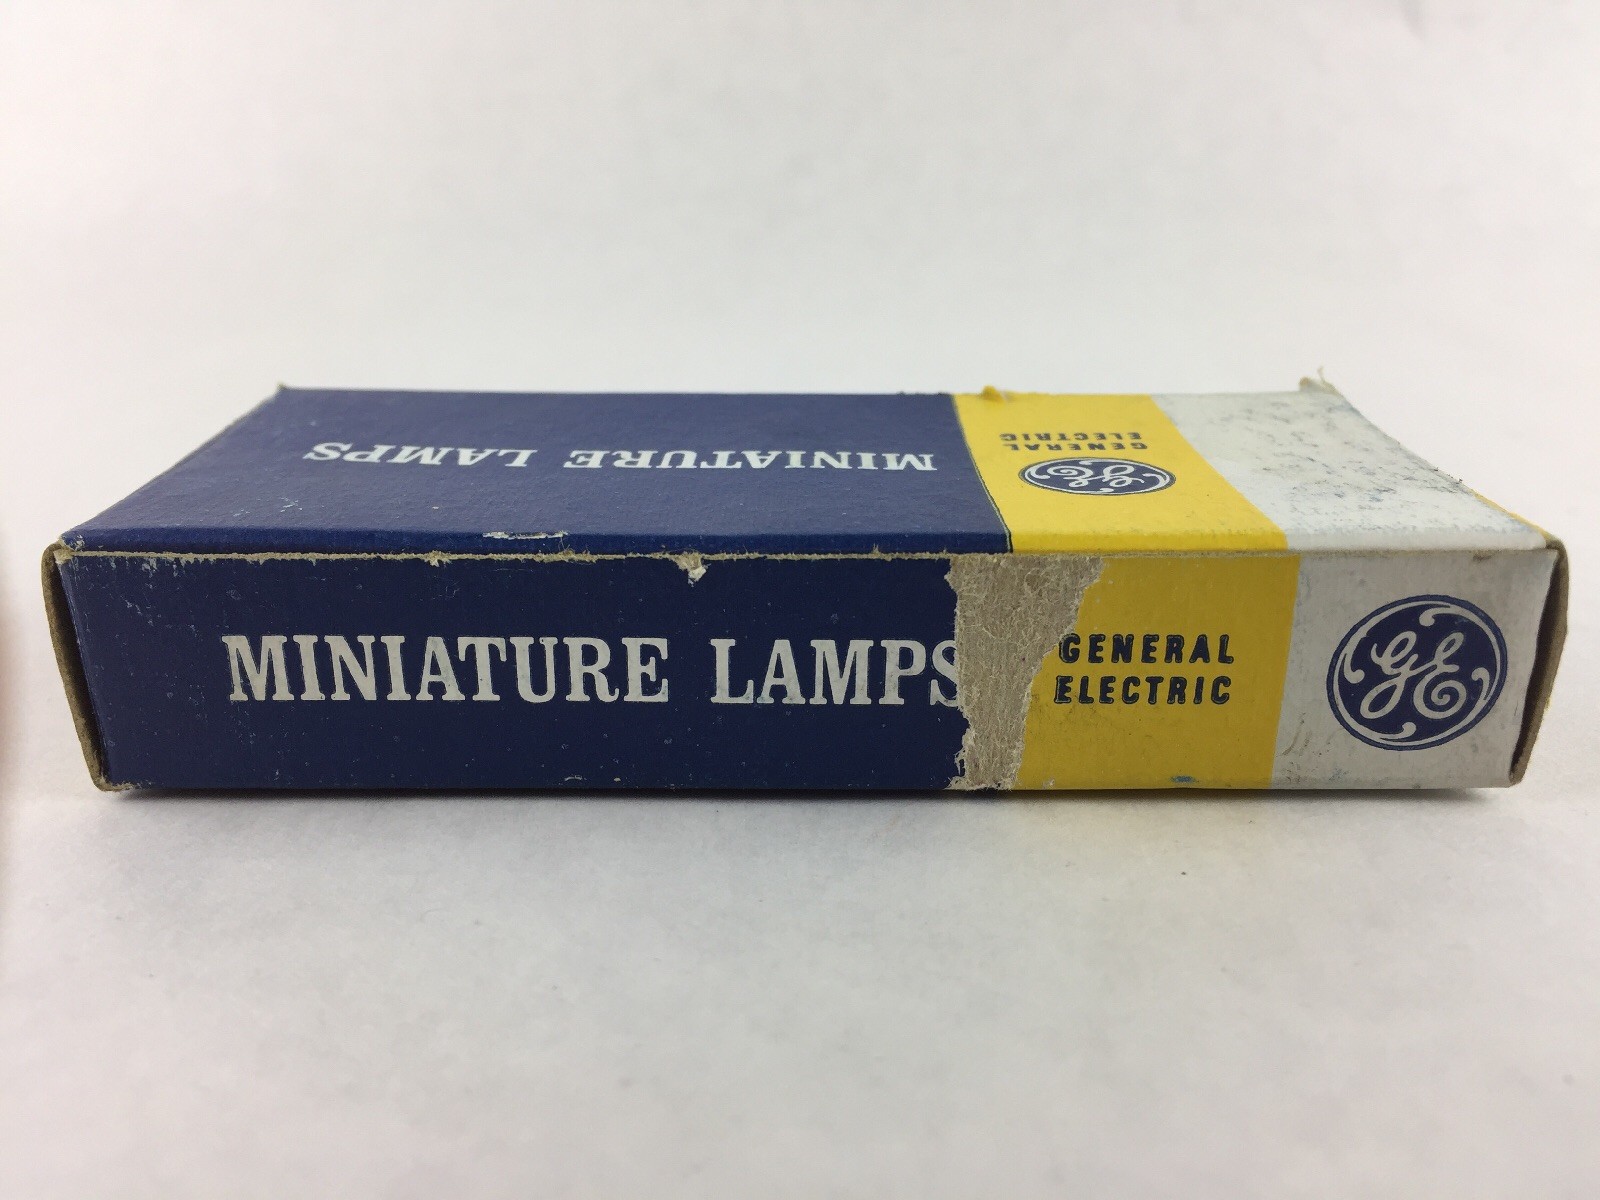 MINIATURE LAMPS
GENERAL
ELECTRIC
GE
MINIATURE LAMPS
GENERAL
ELECTRIC
GE